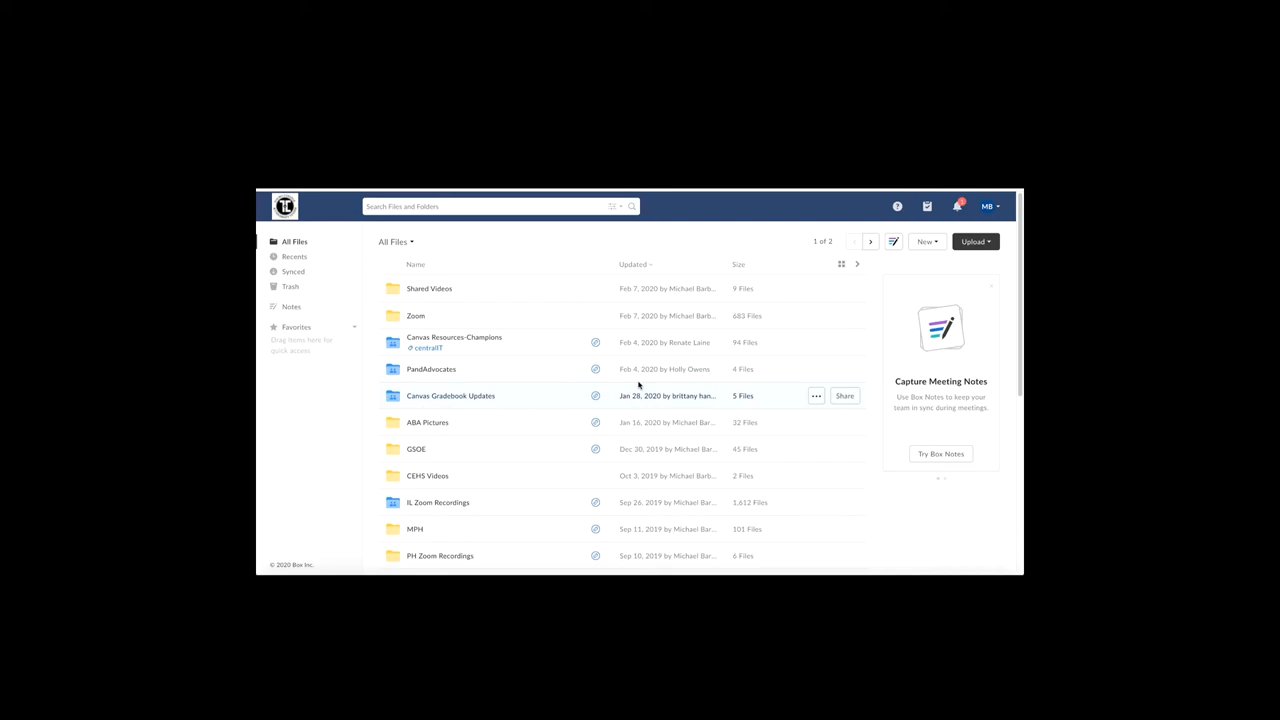 IL
Search Files and Folders
MB
All Files
Recents
Synced
Trash
Notes
Favorites
Drag items here for
quick access
© 2020 Box Inc.
All Files
1 of 2
New
Upload
Name Updated Size
Shared Videos Feb 7, 2020 by Michael Barb... 9 Files
Zoom Feb 7, 2020 by Michael Barb... 683 Files
Canvas Resources-Champions Feb 4, 2020 by Renate Laine 94 Files
centralIT
PandAdvocates Feb 4, 2020 by Holly Owens 4 Files
Canvas Gradebook Updates Jan 28, 2020 by brittany han... 5 Files ... Share
ABA Pictures Jan 16, 2020 by Michael Bar... 32 Files
GSOE Dec 30, 2019 by Michael Bar... 45 Files
CEHS Videos Oct 3, 2019 by Michael Barb... 2 Files
IL Zoom Recordings Sep 26, 2019 by Michael Bar... 1,612 Files
MPH Sep 11, 2019 by Michael Bar... 101 Files
PH Zoom Recordings Sep 10, 2019 by Michael Bar... 6 Files
Capture Meeting Notes
Use Box Notes to keep your
team in sync during meetings.
Try Box Notes